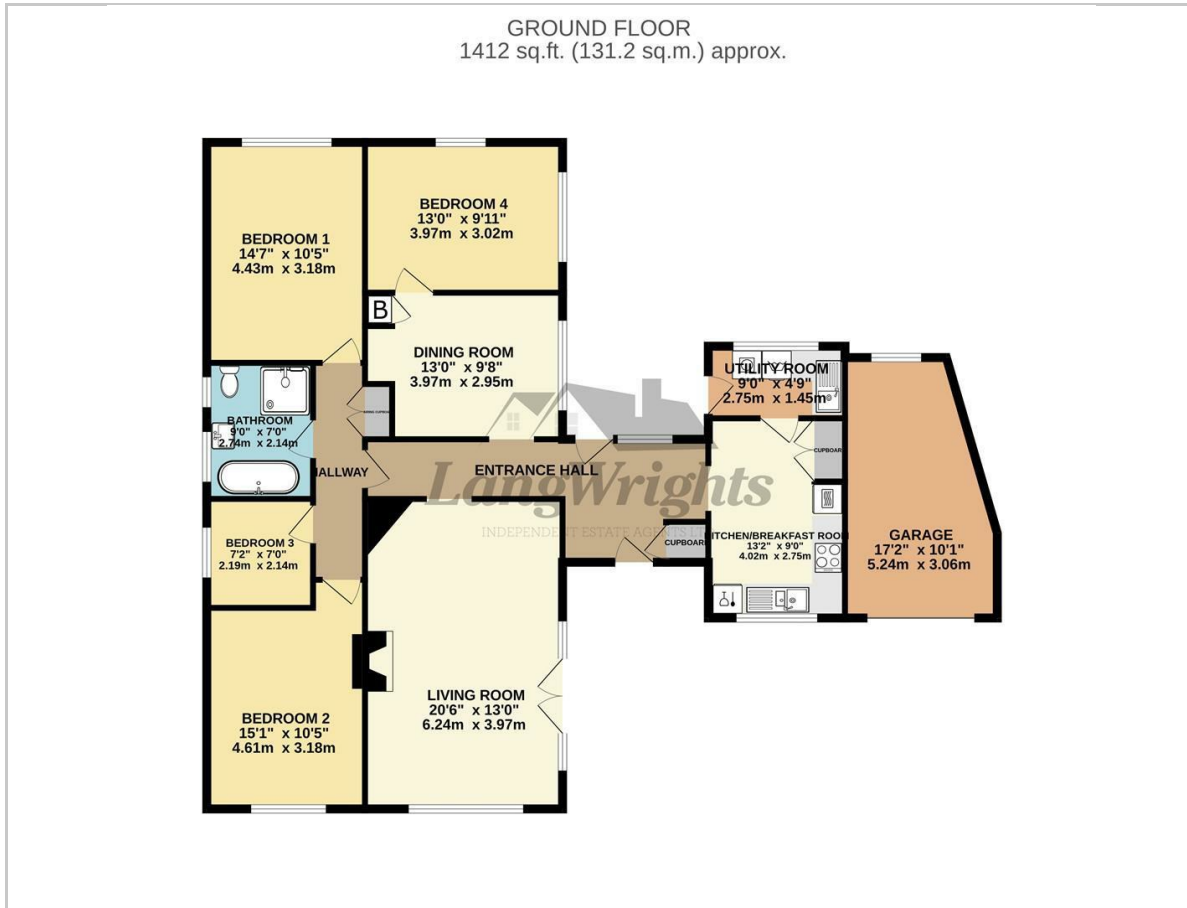 GROUND FLOOR
1412 sq.ft. (131.2 sq.m.) approx.
BEDROOM 4
13'0" x 9'11"
3.97m x 3.02m
BEDROOM 1
14'7" x 10'5"
4.43m x 3.18m
B
DINING ROOM
13'0" x 9'8"
3.97m x 2.95m
UTILITY ROOM
9'0" x 4'9"
2.75m x 1.45m
BATHROOM
9'0" x 7'0"
2.74m x 2.14m
CUPBOAR
HALLWAY
ENTRANCE HALL
LangWrights
INDEPENDENT ESTATE AGENTS LT
CUPBOAR
KITCHEN/BREAKFAST ROOM
13'2" x 9'0"
4.02m x 2.75m
GARAGE
17'2" x 10'1"
5.24m x 3.06m
BEDROOM 3
7'2" x 7'0"
2.19m x 2.14m
LIVING ROOM
20'6" x 13'0"
6.24m x 3.97m
BEDROOM 2
15'1" x 10'5"
4.61m x 3.18m